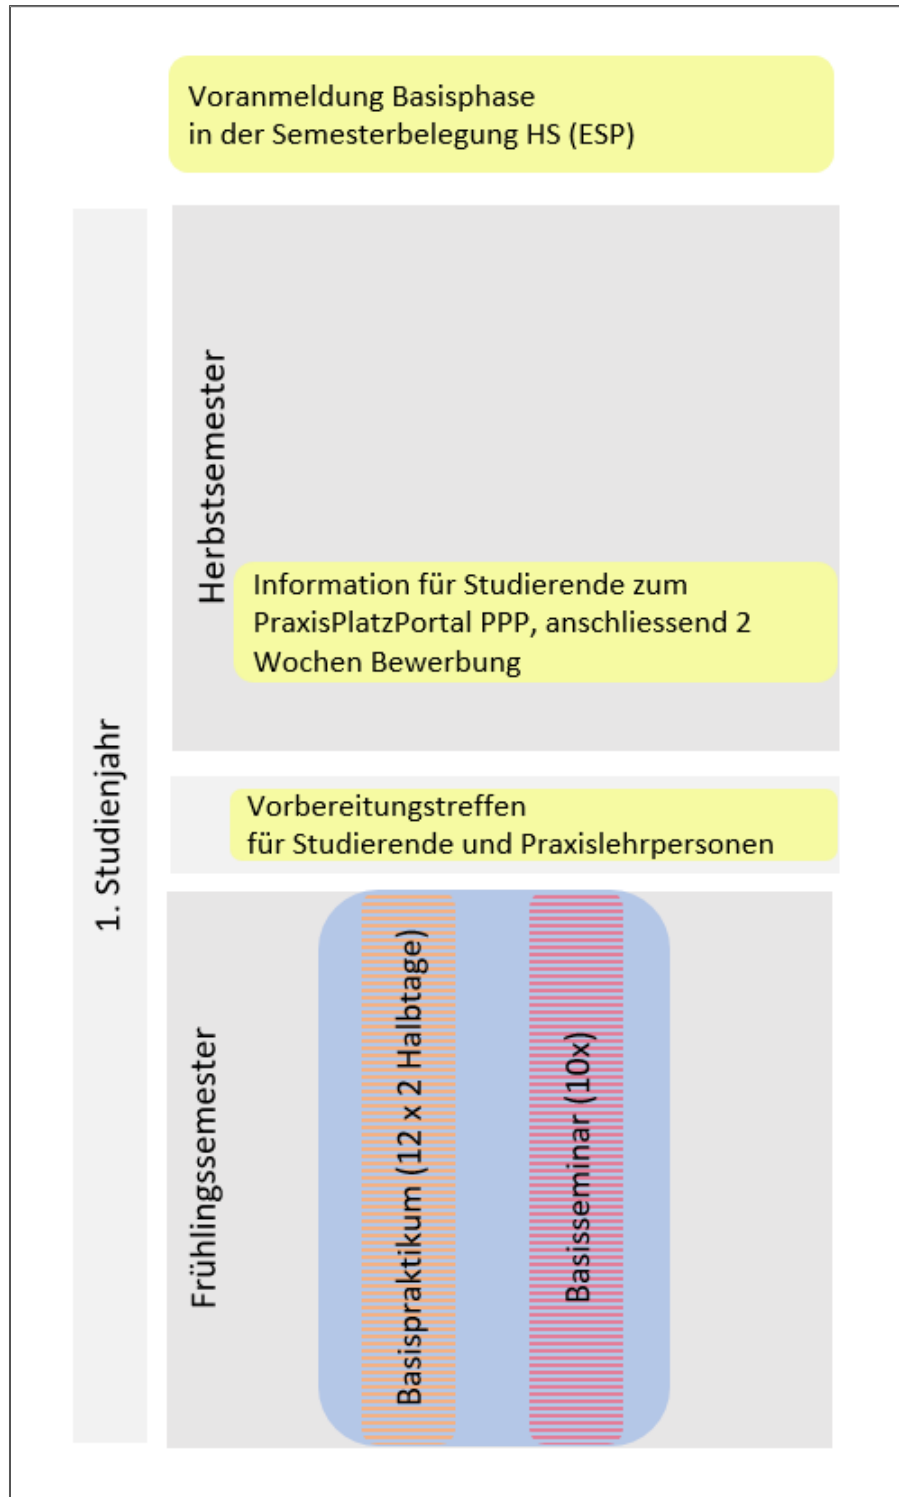 Voranmeldung Basisphase
in der Semesterbelegung HS (ESP)
1. Studienjahr
Herbstsemester
Information für Studierende zum
PraxisPlatzPortal PPP, anschliessend 2
Wochen Bewerbung
Vorbereitungstreffen
für Studierende und Praxislehrpersonen
Frühlingssemester
Basispraktikum (12 x 2 Halbtage)
Basisseminar (10x)